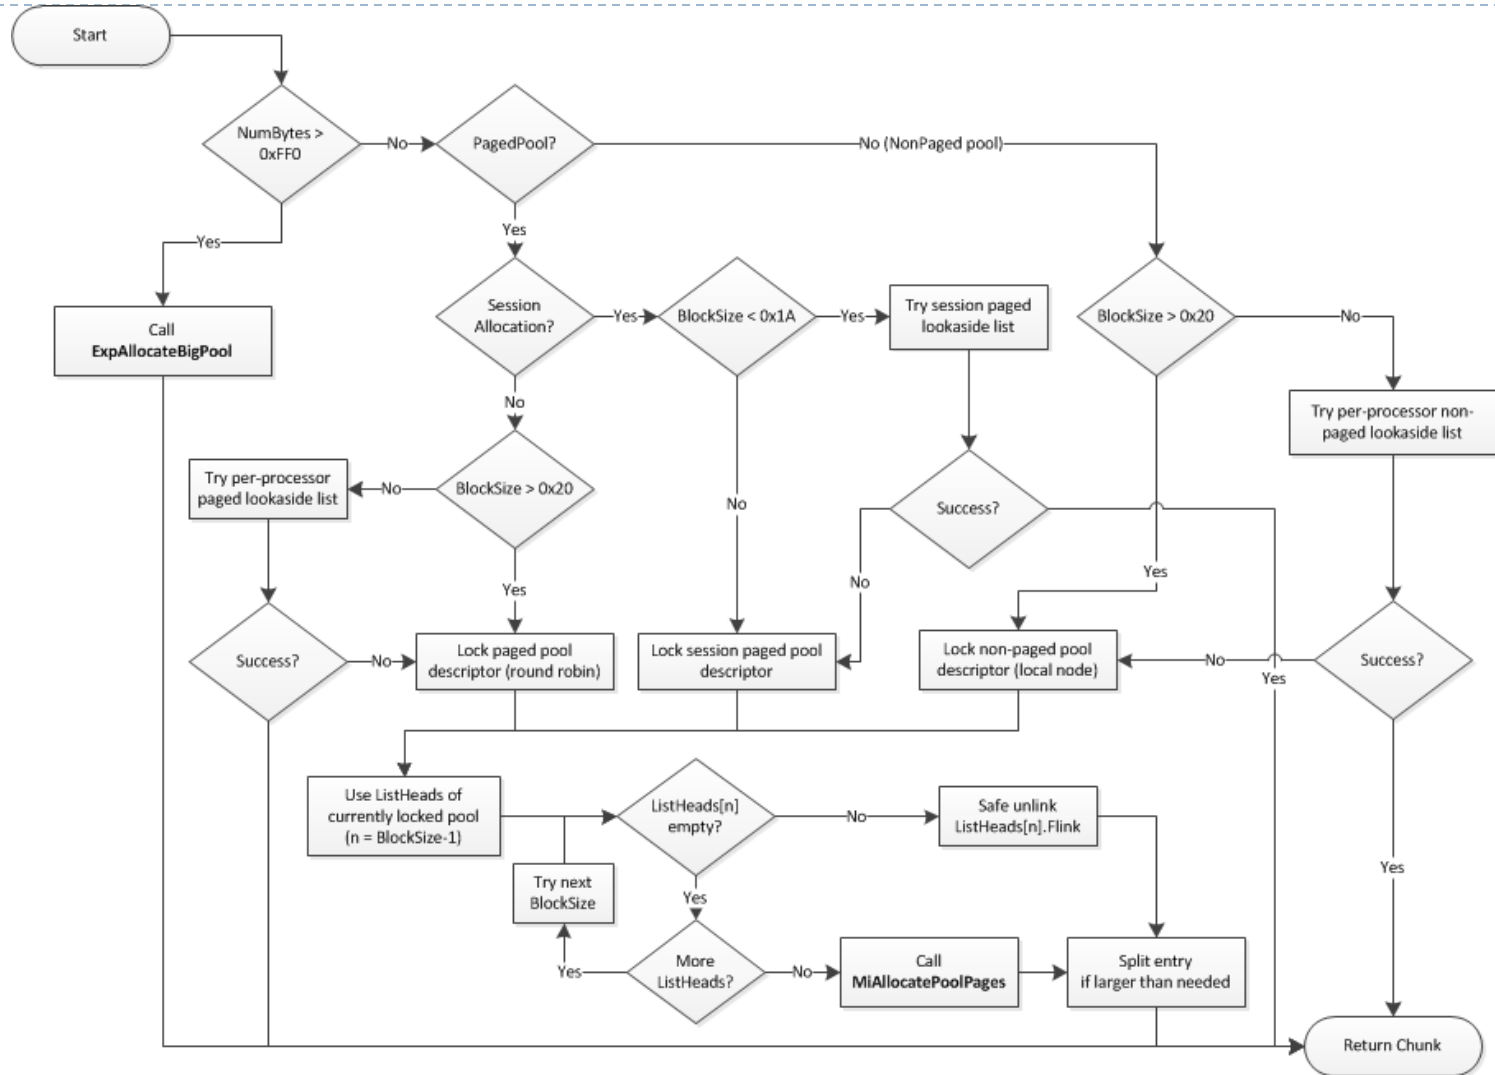 Start
NumBytes >
0xFF0
No
PagedPool?
No (NonPaged pool)
Yes
Yes
Call
ExpAllocateBigPool
Session
Allocation?
Yes
BlockSize < 0x1A
Yes
Try session paged
lookaside list
BlockSize > 0x20
No
No
Try per-processor non-
paged lookaside list
Try per-processor
paged lookaside list
No
BlockSize > 0x20
No
Success?
Yes
No
Yes
Success?
No
Lock paged pool
descriptor (round robin)
Lock session paged pool
descriptor
Lock non-paged pool
descriptor (local node)
No
Yes
Success?
Use ListHeads of
currently locked pool
(n = BlockSize-1)
ListHeads[n]
empty?
No
Safe unlink
ListHeads[n].Flink
Yes
Try next
BlockSize
Yes
Yes
More
ListHeads?
No
Call
MiAllocatePoolPages
Split entry
if larger than needed
Return Chunk